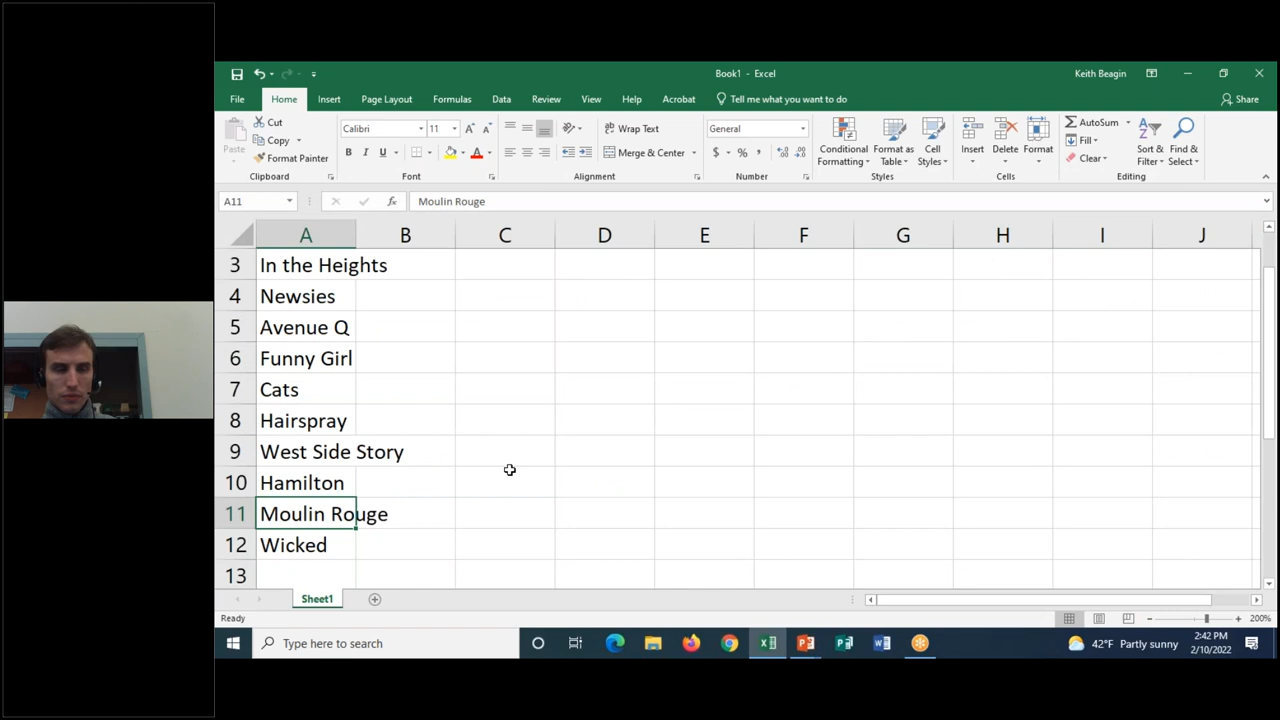 Book1 - Excel
Keith Beagin
File Home Insert Page Layout Formulas Data Review View Help Acrobat Tell me what you want to do Share
Paste
Cut
Copy
Format Painter
Clipboard
Calibri 11 A A
B I U A
Font
ab
Wrap Text
Merge & Center
Alignment
General
$ % ,
Number
Conditional
Formatting
Format as
Table
Cell
Styles
Styles
Insert
Delete
Format
Cells
AutoSum
Fill
Clear
Sort &
Filter
Find &
Select
Editing
A11 fx Moulin Rouge
A B C D E F G H I J
3 In the Heights
4 Newsies
5 Avenue Q
6 Funny Girl
7 Cats
8 Hairspray
9 West Side Story
10 Hamilton
11 Moulin Rouge
12 Wicked
13
Sheet1
Ready
200%
Type here to search
42°F Partly sunny
2:42 PM
2/10/2022